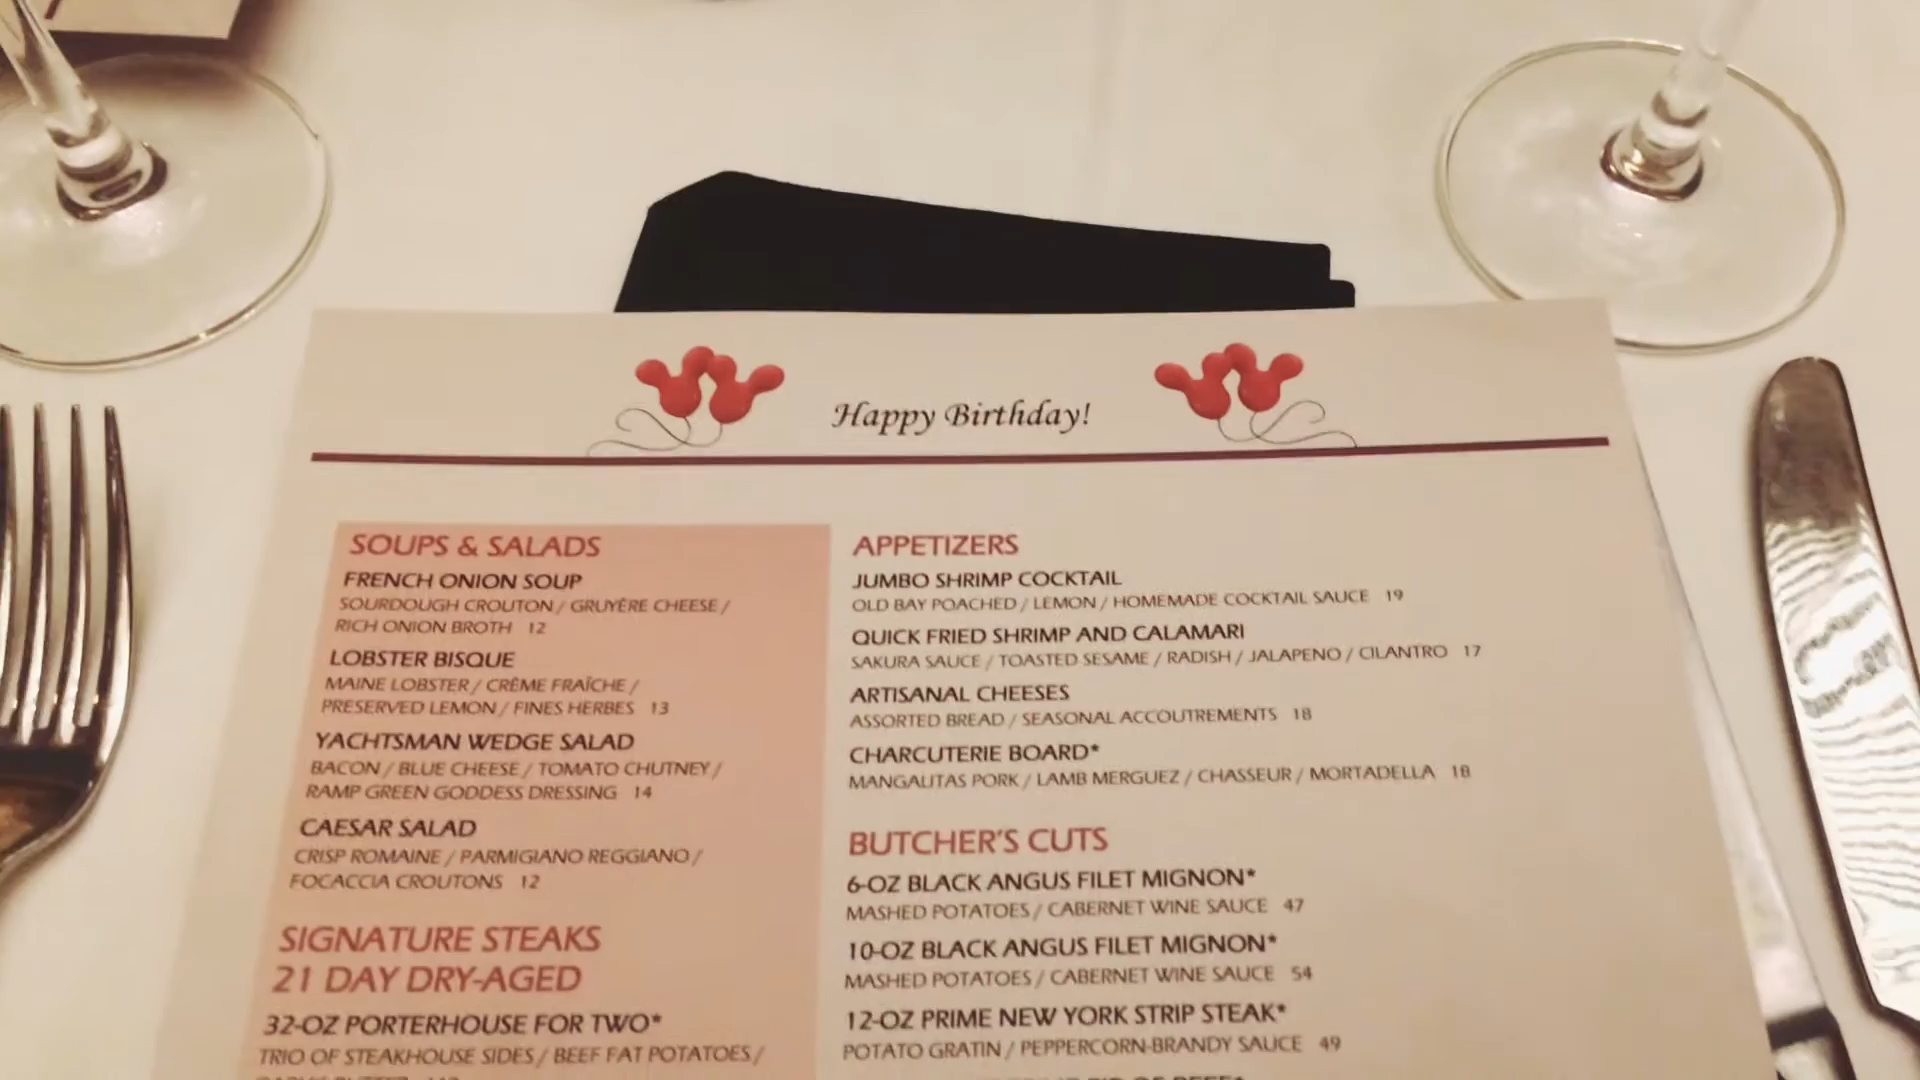 Happy Birthday!
SOUPS & SALADS
FRENCH ONION SOUP
SOURDOUGH CROUTON / GRUYÈRE CHEESE /
RICH ONION BROTH 12
LOBSTER BISQUE
MAINE LOBSTER / CRÈME FRAÎCHE /
PRESERVED LEMON / FINES HERBES 13
YACHTSMAN WEDGE SALAD
BACON / BLUE CHEESE / TOMATO CHUTNEY /
RAMP GREEN GODDESS DRESSING 14
CAESAR SALAD
CRISP ROMAINE / PARMIGIANO REGGIANO /
FOCACCIA CROUTONS 12
SIGNATURE STEAKS
21 DAY DRY-AGED
32-OZ PORTERHOUSE FOR TWO*
TRIO OF STEAKHOUSE SIDES / BEEF FAT POTATOES /
APPETIZERS
JUMBO SHRIMP COCKTAIL
OLD BAY POACHED / LEMON / HOMEMADE COCKTAIL SAUCE 19
QUICK FRIED SHRIMP AND CALAMARI
SAKURA SAUCE / TOASTED SESAME / RADISH / JALAPENO / CILANTRO 17
ARTISANAL CHEESES
ASSORTED BREAD / SEASONAL ACCOUTREMENTS 18
CHARCUTERIE BOARD*
MANGALITAS PORK / LAMB MERGUEZ / CHASSEUR / MORTADELLA 18
BUTCHER'S CUTS
6-OZ BLACK ANGUS FILET MIGNON*
MASHED POTATOES / CABERNET WINE SAUCE 47
10-OZ BLACK ANGUS FILET MIGNON*
MASHED POTATOES / CABERNET WINE SAUCE 54
12-OZ PRIME NEW YORK STRIP STEAK*
POTATO GRATIN / PEPPERCORN-BRANDY SAUCE 49